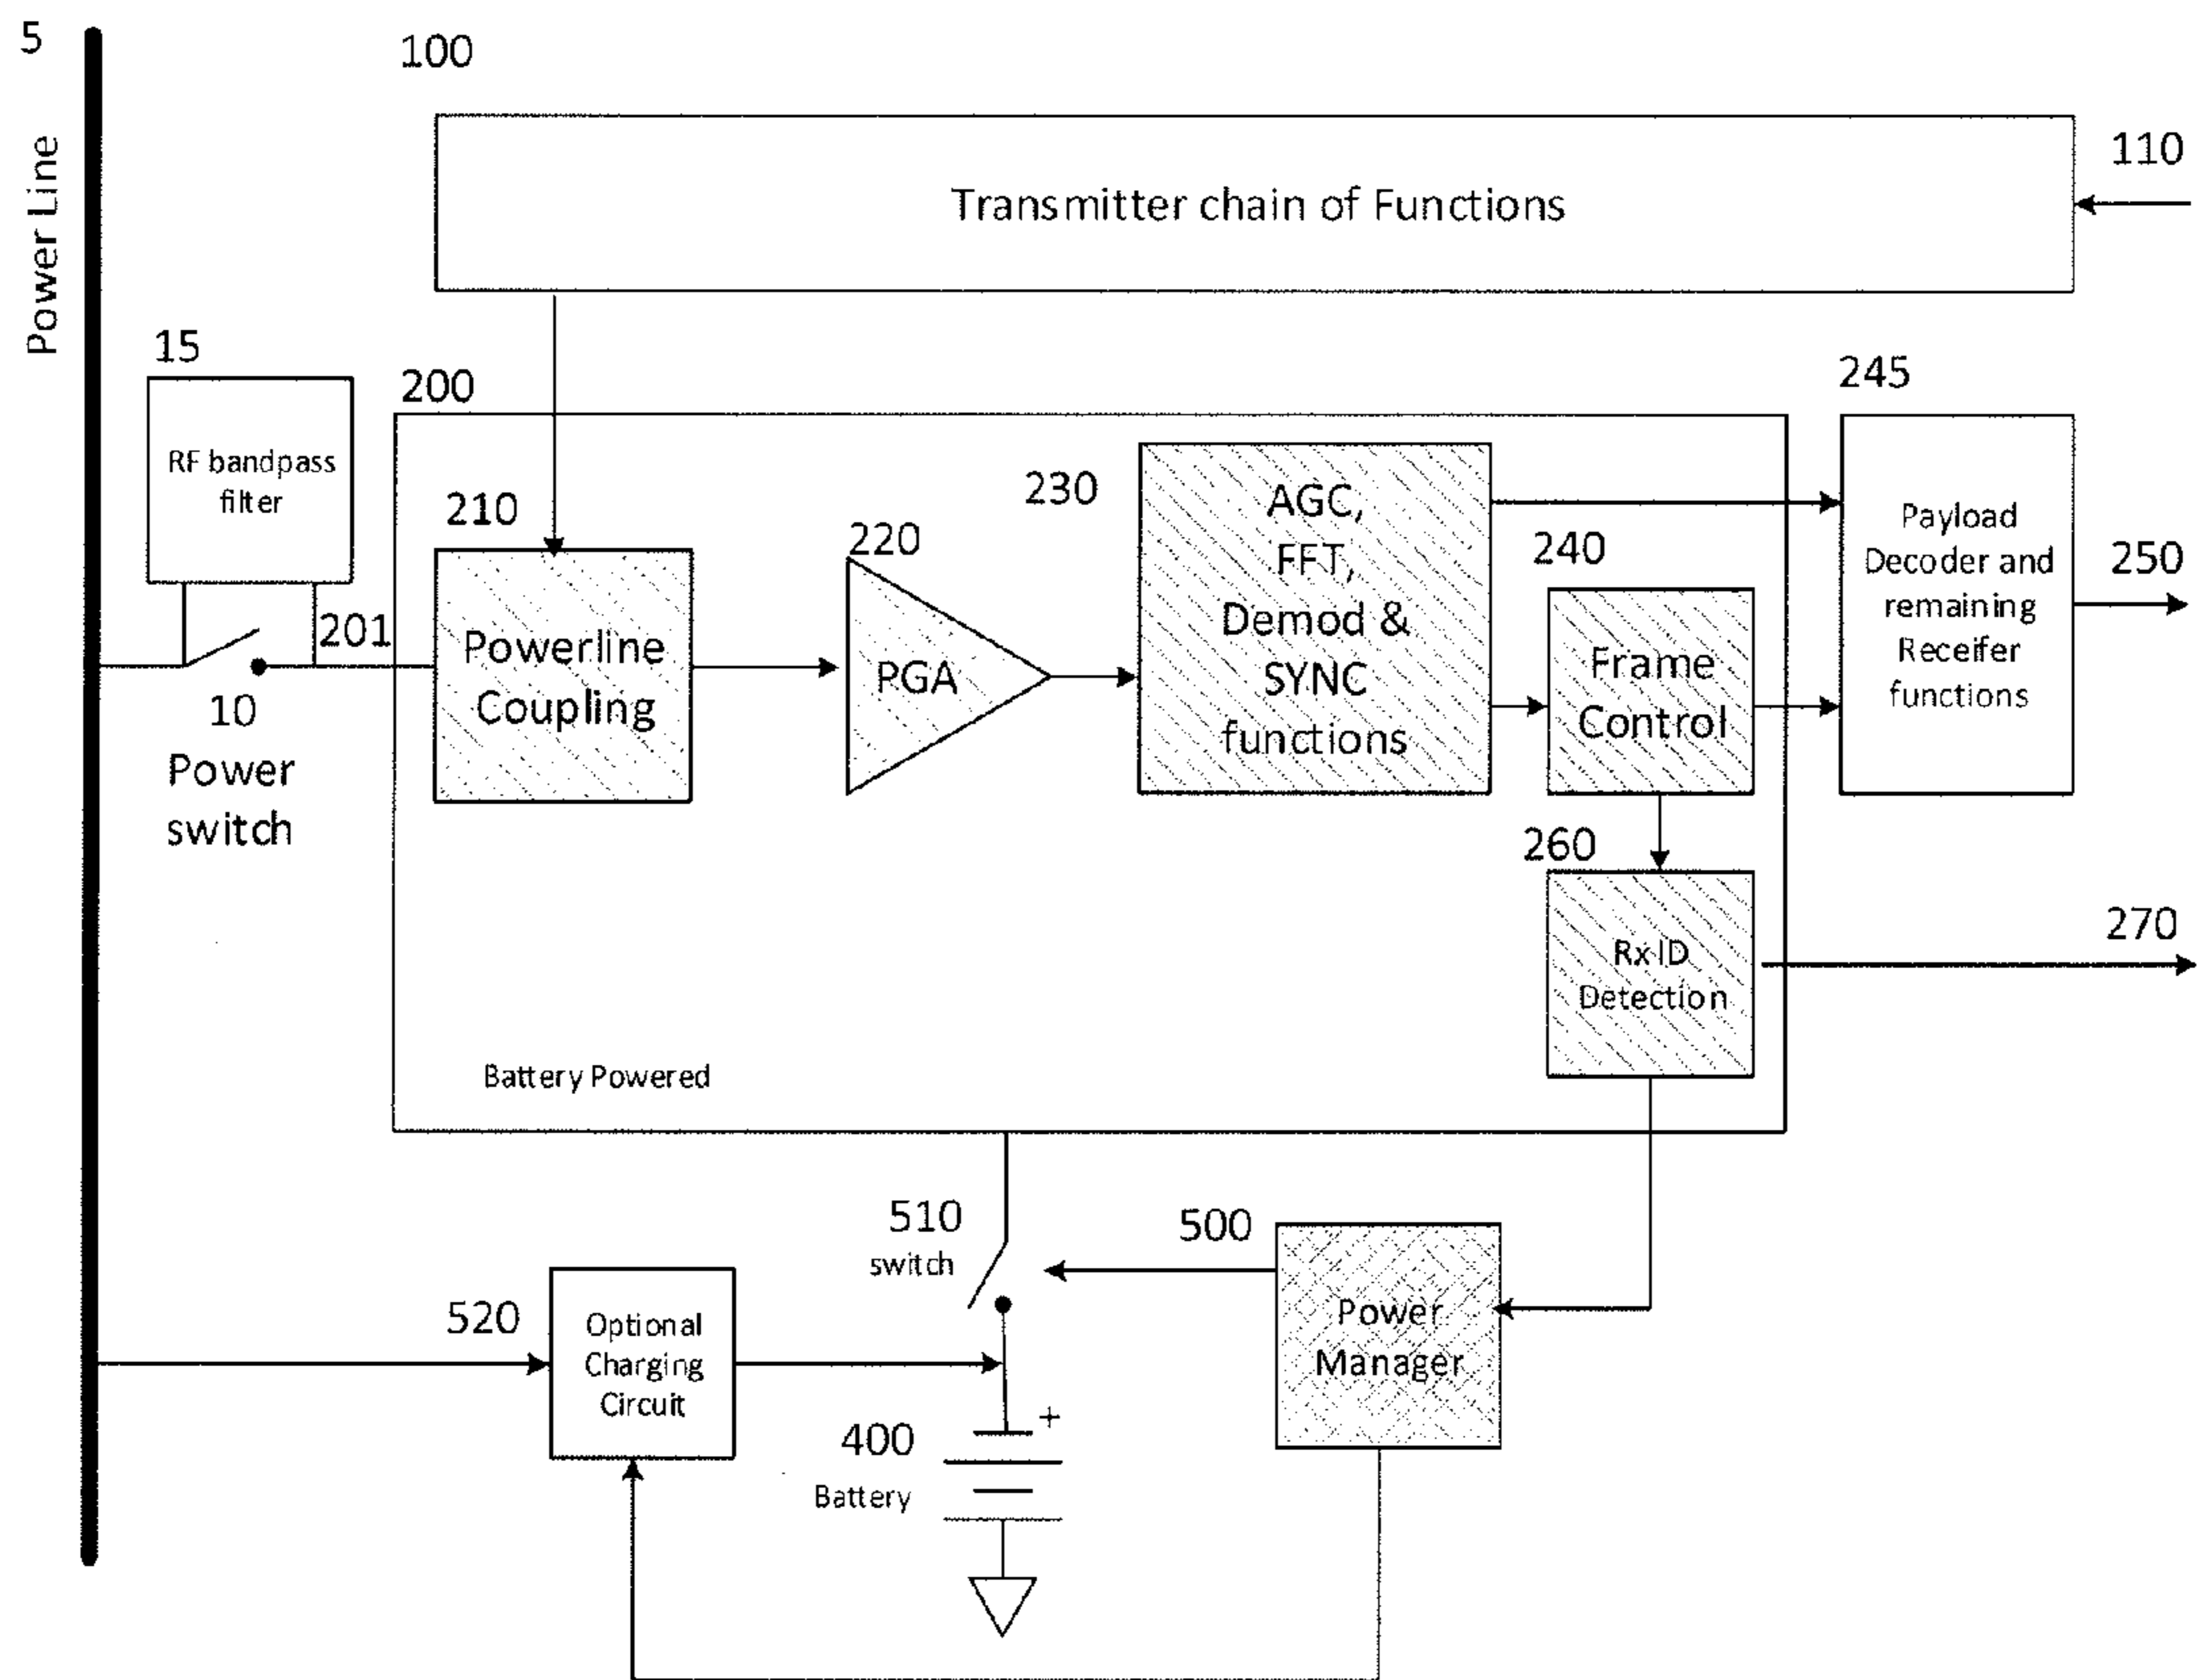 5
Power Line
100
Transmitter chain of Functions
110
15
RF bandpass
filter
200
201
10
Power
switch
210
Powerline
Coupling
220
PGA
230
AGC,
FFT,
Demod &
SYNC
functions
240
Frame
Control
245
Payload
Decoder and
remaining
Receifer
functions
250
260
Rx ID
Detection
270
Battery Powered
510
switch
500
Power
Manager
520
Optional
Charging
Circuit
400
Battery
+